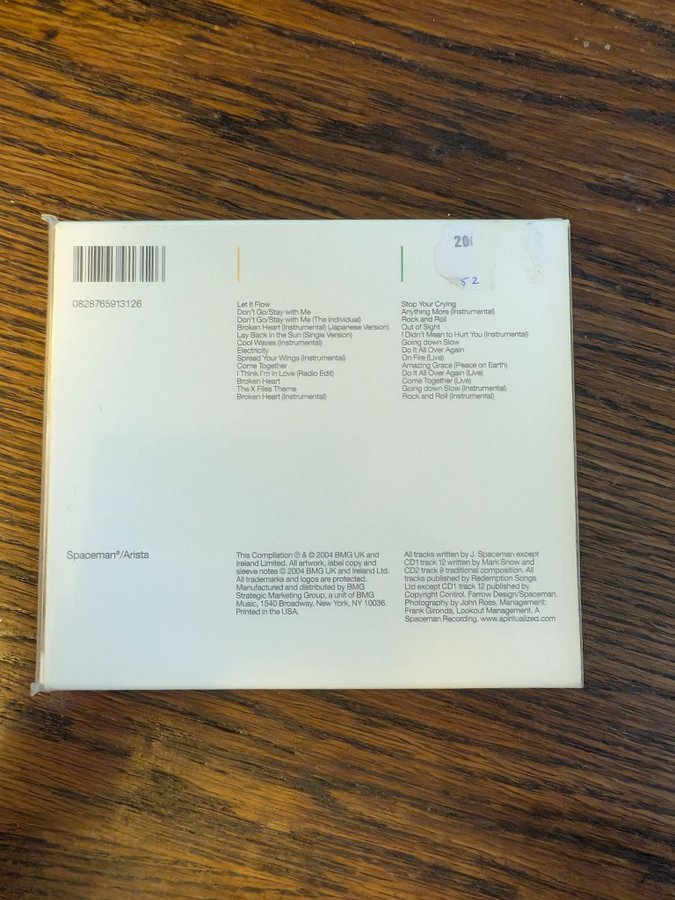 0828765913126
Let It Flow
Don't Go/Stay with Me
Don't Go/Stay with Me (The Individual)
Broken Heart (Instrumental) (Japanese Version)
Lay Back in the Sun (Single Version)
Cool Waves (Instrumental)
Electricity
Spread Your Wings (Instrumental)
Come Together
I Think I'm in Love (Radio Edit)
Broken Heart
The X Files Theme
Broken Heart (Instrumental)
20
52
Stop Your Crying
Anything More (Instrumental)
Rock and Roll
Out of Sight
I Didn't Mean to Hurt You (Instrumental)
Going down Slow
Do It All Over Again
On Fire (Live)
Amazing Grace (Peace on Earth)
Do It All Over Again (Live)
Come Together (Live)
Going down Slow (Instrumental)
Rock and Roll (Instrumental)
Spaceman®/Arista
This Compilation ℗ & © 2004 BMG UK and
Ireland Limited. All artwork, label copy and
sleeve notes © 2004 BMG UK and Ireland Ltd.
All trademarks and logos are protected.
Manufactured and distributed by BMG
Strategic Marketing Group, a unit of BMG
Music, 1540 Broadway, New York, NY 10036.
Printed in the USA.
All tracks written by J. Spaceman except
CD1 track 12 written by Mark Snow and
CD2 track 9 traditional composition. All
tracks published by Redemption Songs
Ltd except CD1 track 12 published by
Copyright Control. Farrow Design/Spaceman.
Photography by John Ross. Management:
Frank Gironda, Lookout Management. A
Spaceman Recording. www.spiritualized.com